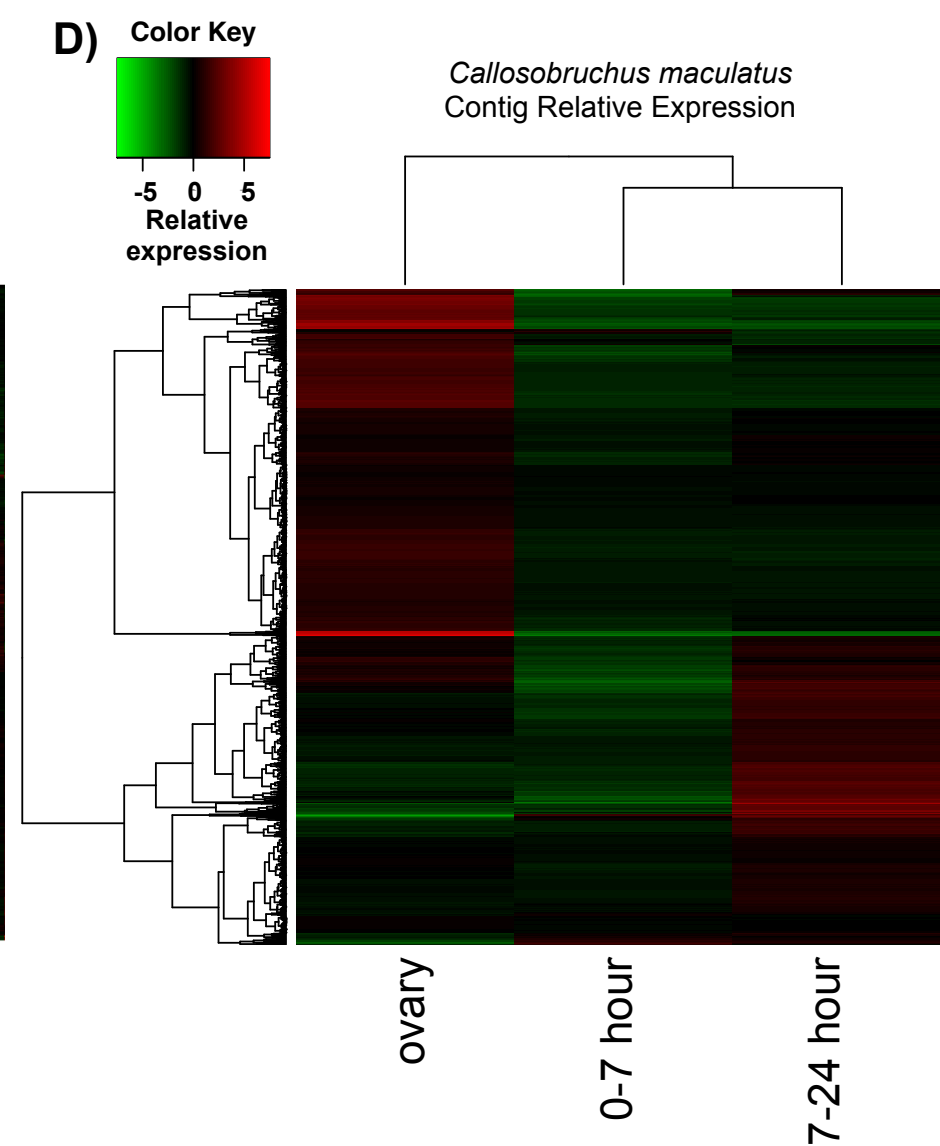 D)
Color Key
-5 0 5
Relative
expression
Callosobruchus maculatus
Contig Relative Expression
ovary
0-7 hour
7-24 hour